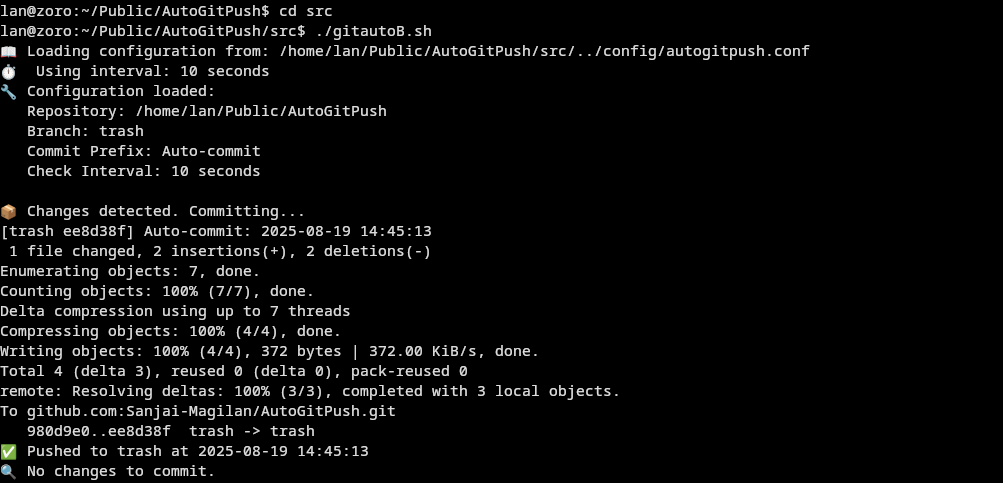 lan@zoro:~/Public/AutoGitPush$ cd src
lan@zoro:~/Public/AutoGitPush/src$ ./gitautoB.sh
📖 Loading configuration from: /home/lan/Public/AutoGitPush/src/../config/autogitpush.conf
⏱️  Using interval: 10 seconds
🔧 Configuration loaded:
   Repository: /home/lan/Public/AutoGitPush
   Branch: trash
   Commit Prefix: Auto-commit
   Check Interval: 10 seconds

📦 Changes detected. Committing...
[trash ee8d38f] Auto-commit: 2025-08-19 14:45:13
 1 file changed, 2 insertions(+), 2 deletions(-)
Enumerating objects: 7, done.
Counting objects: 100% (7/7), done.
Delta compression using up to 7 threads
Compressing objects: 100% (4/4), done.
Writing objects: 100% (4/4), 372 bytes | 372.00 KiB/s, done.
Total 4 (delta 3), reused 0 (delta 0), pack-reused 0
remote: Resolving deltas: 100% (3/3), completed with 3 local objects.
To github.com:Sanjai-Magilan/AutoGitPush.git
   980d9e0..ee8d38f  trash -> trash
✅ Pushed to trash at 2025-08-19 14:45:13
🔍 No changes to commit.